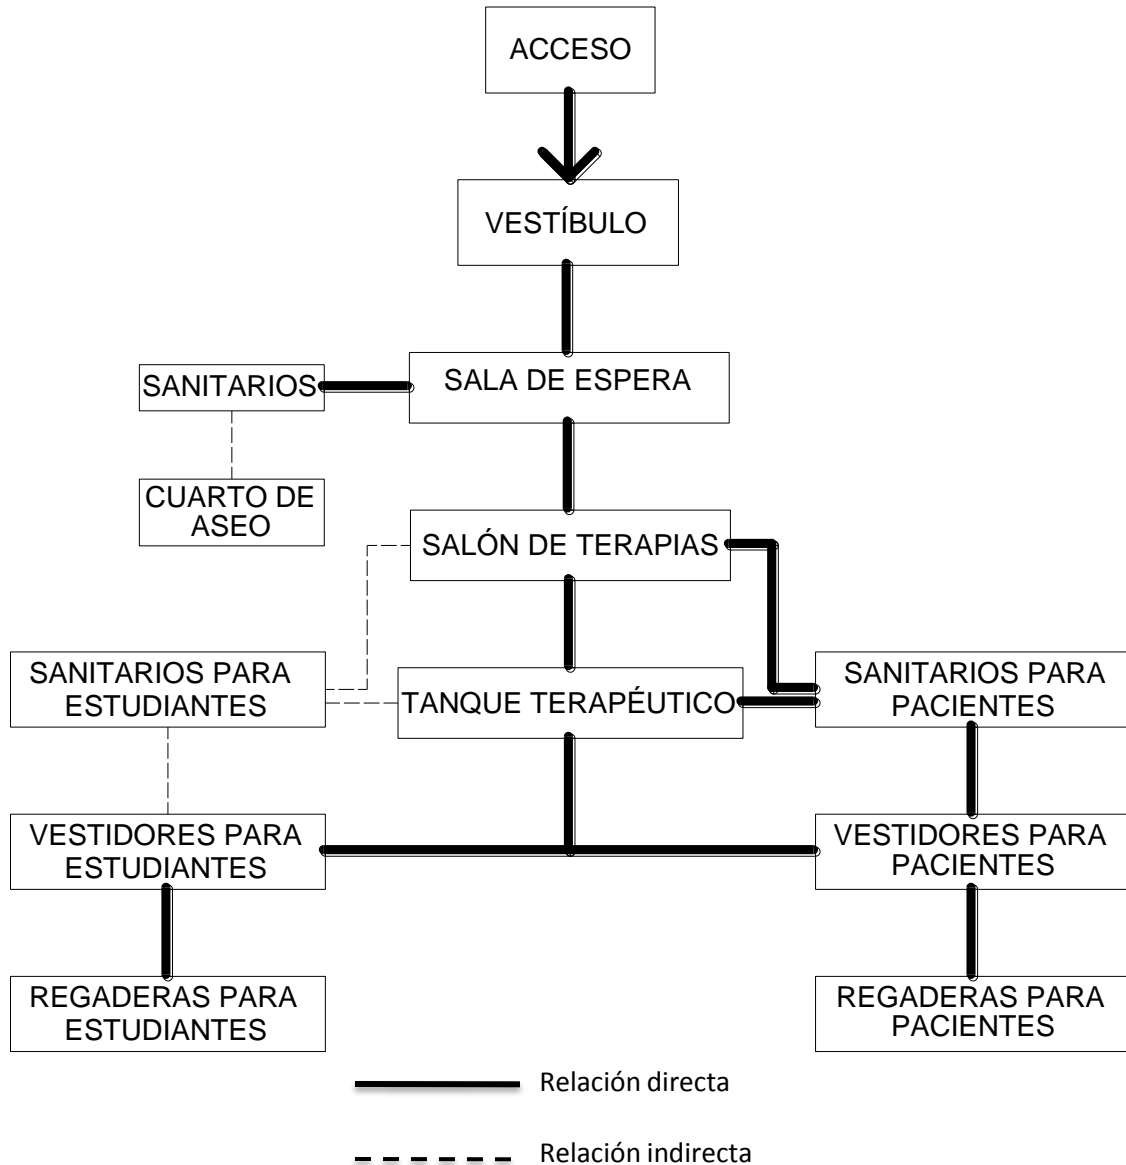 ACCESO
VESTÍBULO
SALA DE ESPERA
SANITARIOS
CUARTO DE
ASEO
SALÓN DE TERAPIAS
SANITARIOS PARA
ESTUDIANTES
TANQUE TERAPÉUTICO
SANITARIOS PARA
PACIENTES
VESTIDORES PARA
ESTUDIANTES
VESTIDORES PARA
PACIENTES
REGADERAS PARA
ESTUDIANTES
REGADERAS PARA
PACIENTES
Relación directa
Relación indirecta